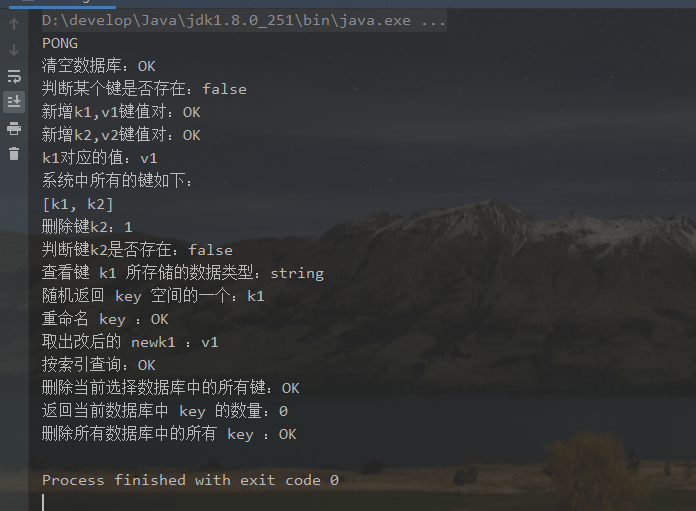 D:\develop\Java\jdk1.8.0_251\bin\java.exe ...
PONG
清空数据库：OK
判断某个键是否存在：false
新增k1,v1键值对：OK
新增k2,v2键值对：OK
k1对应的值：v1
系统中所有的键如下：
[k1, k2]
删除键k2：1
判断键k2是否存在：false
查看键 k1 所存储的数据类型：string
随机返回 key 空间的一个：k1
重命名 key ：OK
取出改后的 newk1 ：v1
按索引查询：OK
删除当前选择数据库中的所有键：OK
返回当前数据库中 key 的数量：0
删除所有数据库中的所有 key ：OK
Process finished with exit code 0